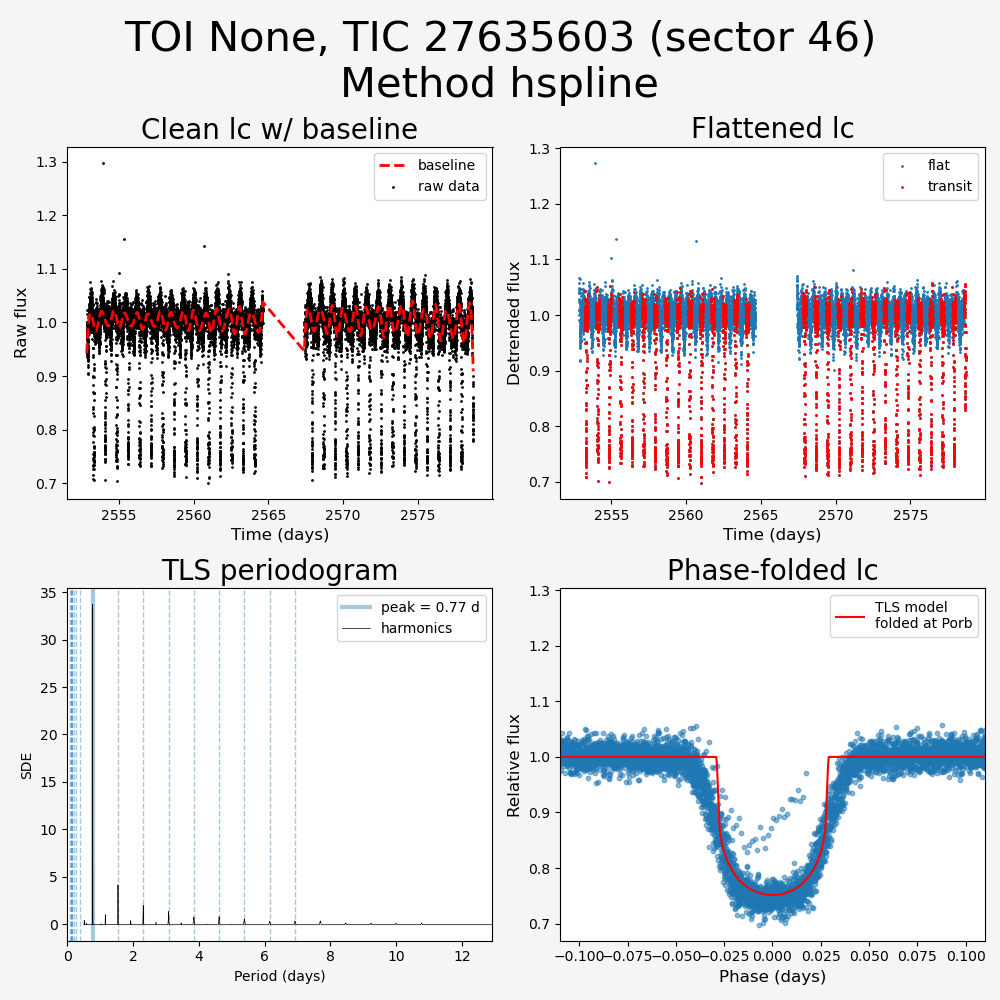 TOI None, TIC 27635603 (sector 46)
Method hspline
Clean lc w/ baseline
Raw flux
1.3
1.2
1.1
1.0
0.9
0.8
0.7
baseline
raw data
2555 2560 2565 2570 2575
Time (days)
Flattened lc
Detrended flux
1.3
1.2
1.1
1.0
0.9
0.8
0.7
flat
transit
2555 2560 2565 2570 2575
Time (days)
TLS periodogram
SDE
35
30
25
20
15
10
5
0
peak = 0.77 d
harmonics
0 2 4 6 8 10 12
Period (days)
Phase-folded lc
Relative flux
1.3
1.2
1.1
1.0
0.9
0.8
0.7
TLS model
folded at Porb
−0.100 −0.075 −0.050 −0.025 0.000 0.025 0.050 0.075 0.100
Phase (days)